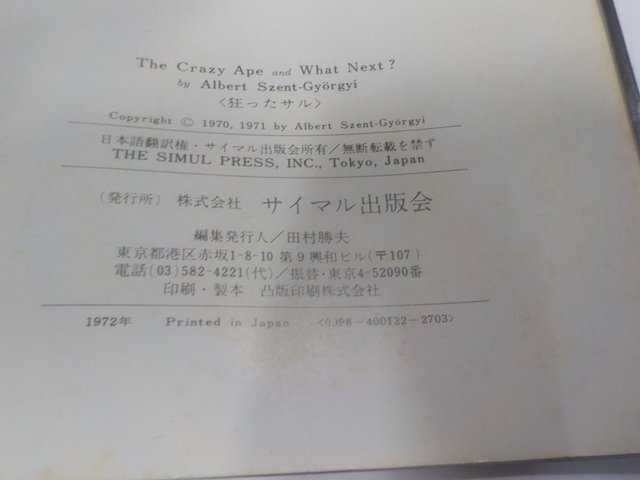 The Crazy Ape and What Next?
by Albert Szent-Györgyi
〈狂ったサル〉
Copyright © 1970, 1971 by Albert Szent-Györgyi
日本語翻訳権・サイマル出版会所有/無断転載を禁ず
THE SIMUL PRESS, INC., Tokyo, Japan
(発行所) 株式会社 サイマル出版会
編集発行人/田村勝夫
東京都港区赤坂1-8-10 第9興和ビル(〒107)
電話(03)582-4221(代)/振替・東京4-52090番
印刷・製本 凸版印刷株式会社
1972年 Printed in Japan 〈0398-400122-2703〉